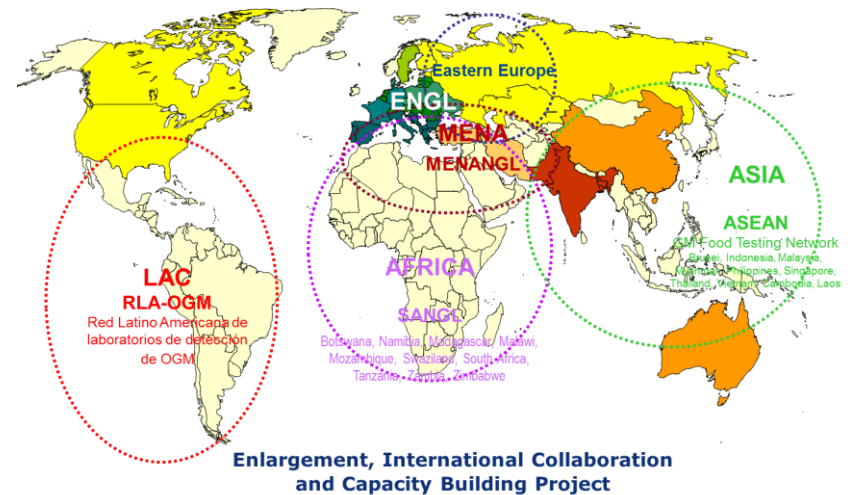 Eastern Europe
ENGL
MENA
MENANGL
ASIA
ASEAN
GM Food Testing Network
Brunei, Indonesia, Malaysia,
Myanmar, Philippines, Singapore,
Thailand, Vietnam, Cambodia, Laos
AFRICA
SANGL
Botswana, Namibia, Madagascar, Malawi,
Mozambique, Swaziland, South Africa,
Tanzania, Zambia, Zimbabwe
LAC
RLA-OGM
Red Latino Americana de
laboratorios de detección
de OGM
Enlargement, International Collaboration
and Capacity Building Project